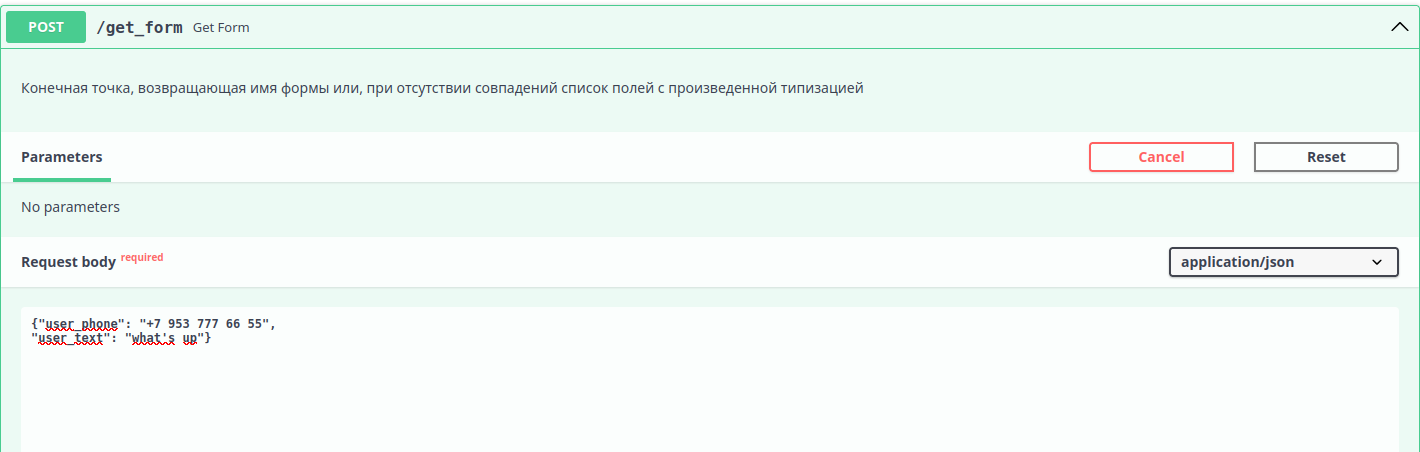 POST /get_form Get Form
Конечная точка, возвращающая имя формы или, при отсутствии совпадений список полей с произведенной типизацией
Parameters Cancel Reset
No parameters
Request body required application/json
{"user_phone": "+7 953 777 66 55",
"user_text": "what's up"}